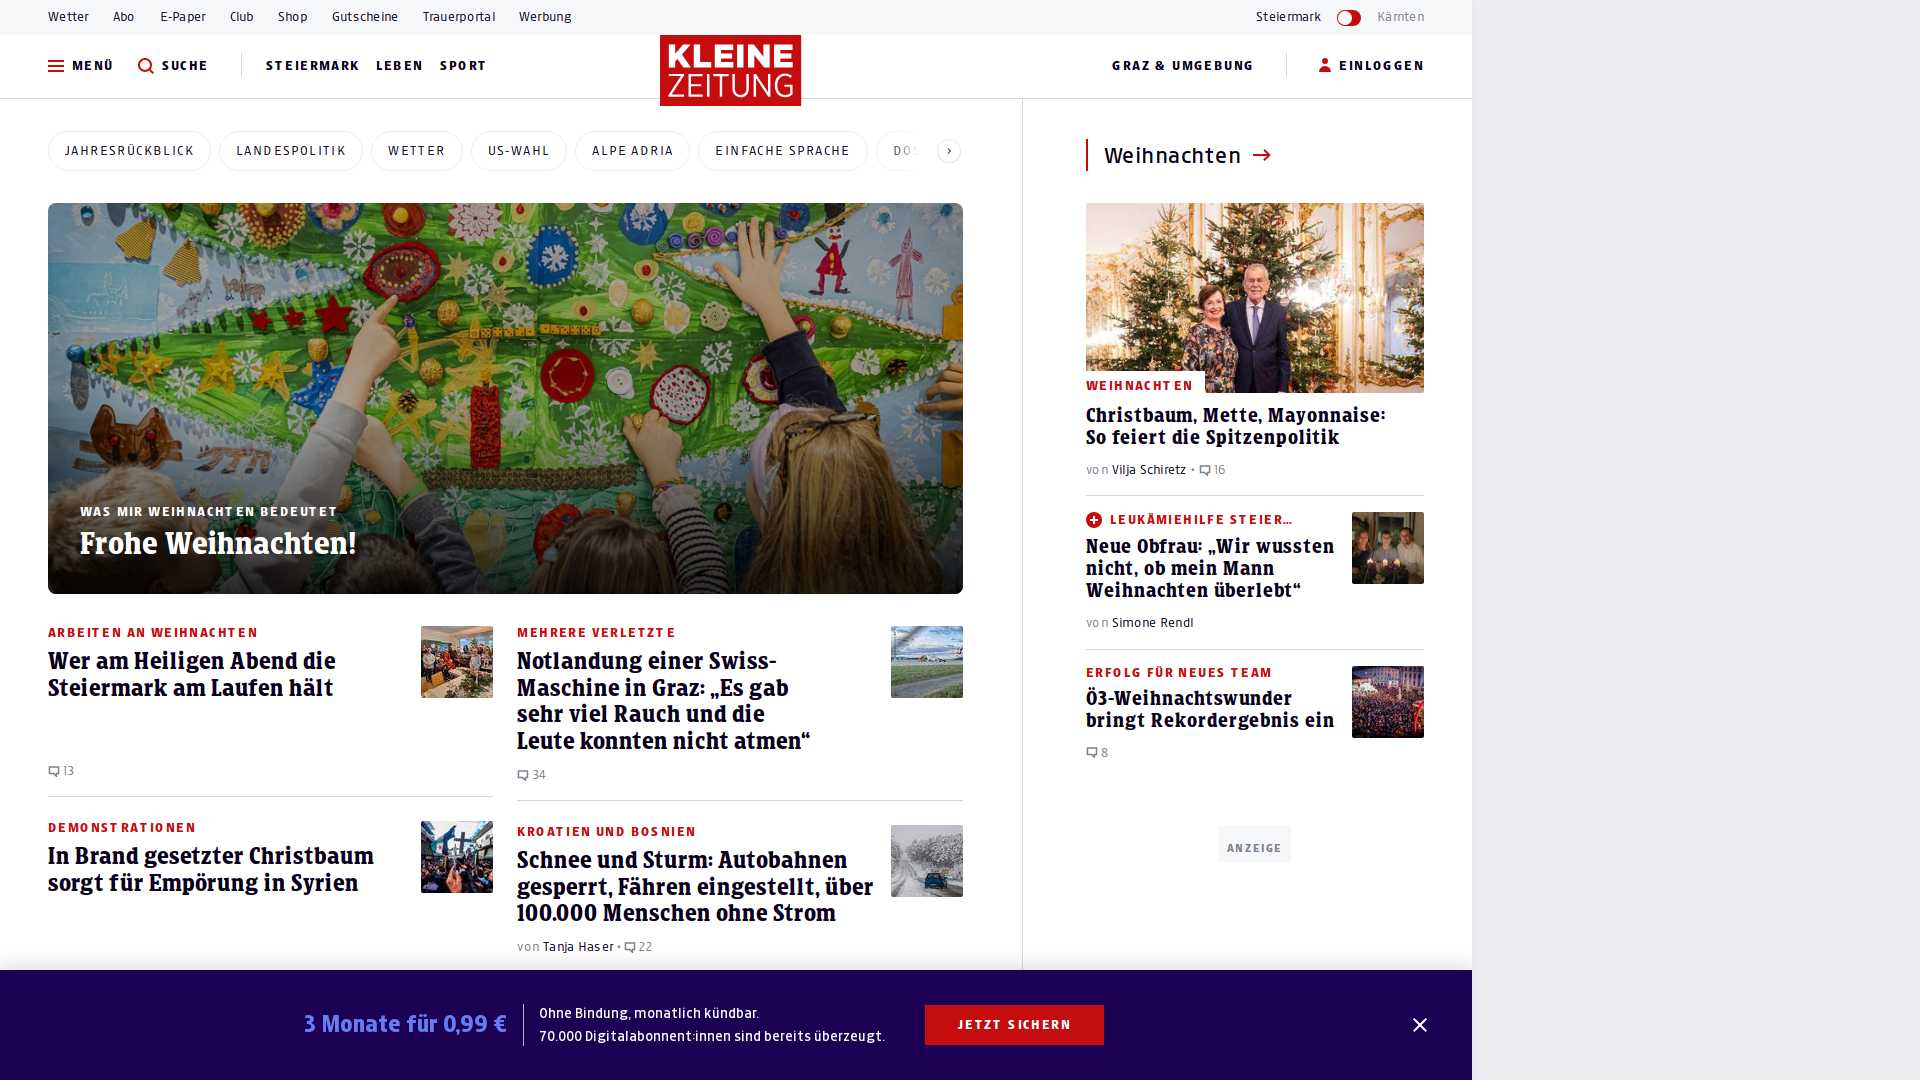 Wetter Abo E-Paper Club Shop Gutscheine Trauerportal Werbung Steiermark Kärnten
MENÜ SUCHE STEIERMARK LEBEN SPORT KLEINE ZEITUNG GRAZ & UMGEBUNG EINLOGGEN
JAHRESRÜCKBLICK LANDESPOLITIK WETTER US-WAHL ALPE ADRIA EINFACHE SPRACHE
WAS MIR WEIHNACHTEN BEDEUTET
Frohe Weihnachten!
ARBEITEN AN WEIHNACHTEN
Wer am Heiligen Abend die
Steiermark am Laufen hält
13
MEHRERE VERLETZTE
Notlandung einer Swiss-
Maschine in Graz: „Es gab
sehr viel Rauch und die
Leute konnten nicht atmen“
34
DEMONSTRATIONEN
In Brand gesetzter Christbaum
sorgt für Empörung in Syrien
KROATIEN UND BOSNIEN
Schnee und Sturm: Autobahnen
gesperrt, Fähren eingestellt, über
100.000 Menschen ohne Strom
von Tanja Haser • 22
Weihnachten
WEIHNACHTEN
Christbaum, Mette, Mayonnaise:
So feiert die Spitzenpolitik
von Vilja Schiretz • 16
LEUKÄMIEHILFE STEIER…
Neue Obfrau: „Wir wussten
nicht, ob mein Mann
Weihnachten überlebt“
von Simone Rendl
ERFOLG FÜR NEUES TEAM
Ö3-Weihnachtswunder
bringt Rekordergebnis ein
8
ANZEIGE
3 Monate für 0,99 €
Ohne Bindung, monatlich kündbar.
70.000 Digitalabonnent:innen sind bereits überzeugt.
JETZT SICHERN